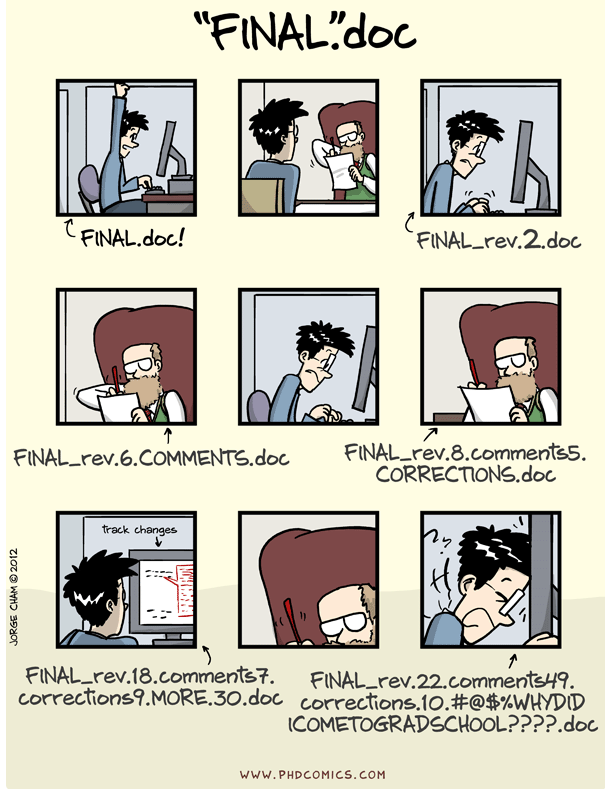 "FINAL".doc
FINAL.doc!
FINAL_rev.2.doc
FINAL_rev.6.COMMENTS.doc
FINAL_rev.8.comments5.
CORRECTIONS.doc
track changes
FINAL_rev.18.comments7.
corrections9.MORE.30.doc
FINAL_rev.22.comments49.
corrections.10.#@$%WHYDID
ICOMETOGRADSCHOOL????.doc
JORGE CHAM © 2012
WWW.PHDCOMICS.COM